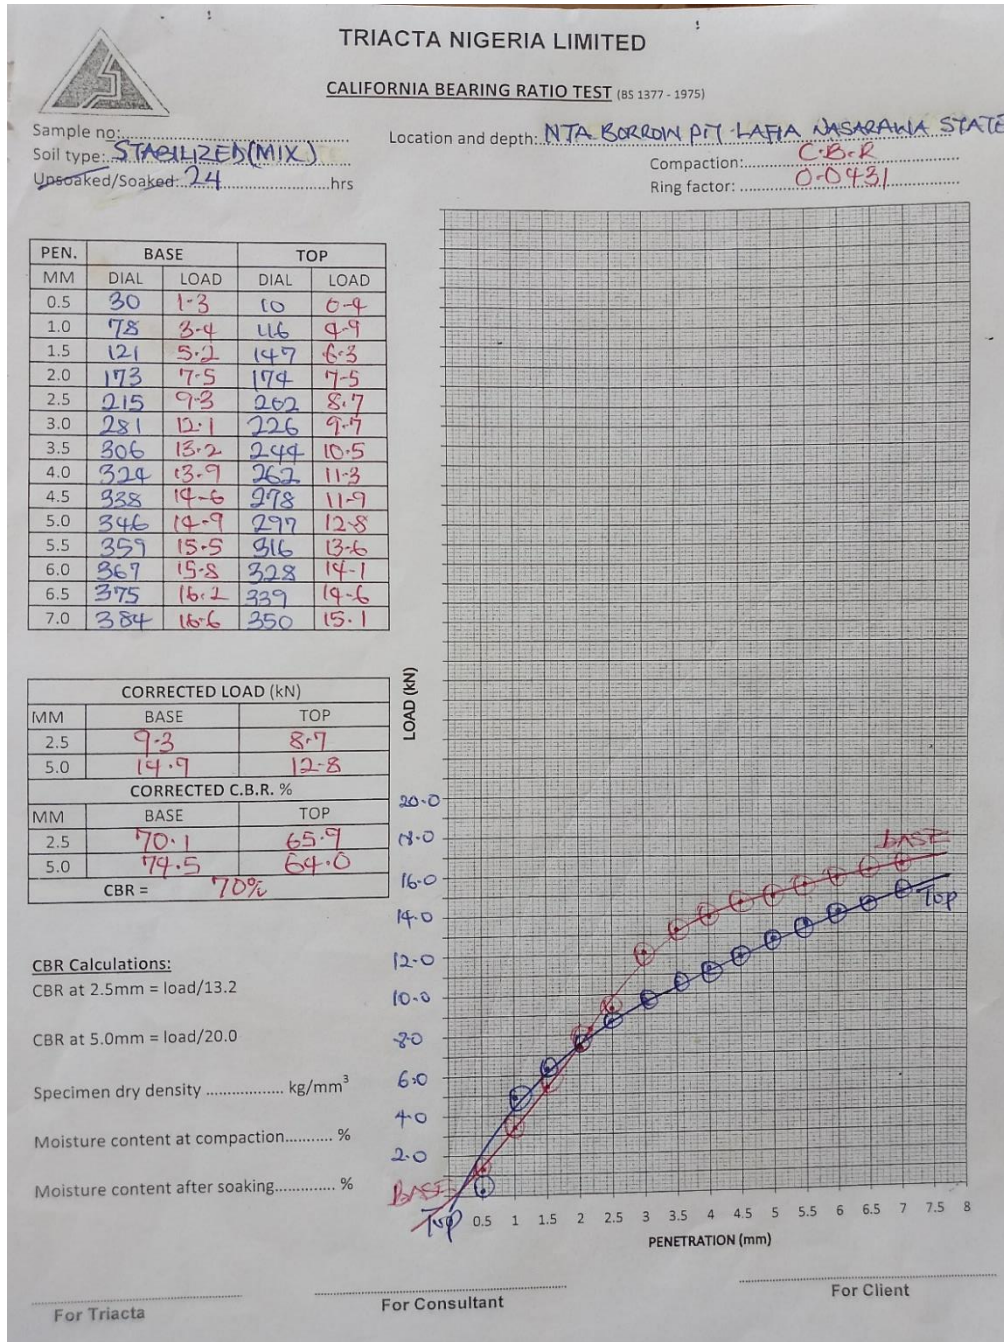 TRIACTA NIGERIA LIMITED
CALIFORNIA BEARING RATIO TEST (BS 1377 - 1975)
Sample no:
Location and depth: NTA BORROW PIT LAFIA NASARAWA STATE
Soil type: STABILIZED (MIX)
Compaction: C.B.R
Unsoaked/Soaked: 24 hrs
Ring factor: 0.0431
PEN. BASE TOP
MM DIAL LOAD DIAL LOAD
0.5 30 1.3 10 0.4
1.0 78 3.4 116 4.9
1.5 121 5.2 147 6.3
2.0 173 7.5 174 7.5
2.5 215 9.3 202 8.7
3.0 281 12.1 226 9.7
3.5 306 13.2 244 10.5
4.0 324 13.9 262 11.3
4.5 338 14.6 278 11.9
5.0 346 14.9 297 12.8
5.5 359 15.5 316 13.6
6.0 367 15.8 328 14.1
6.5 375 16.2 339 14.6
7.0 384 16.6 350 15.1
CORRECTED LOAD (kN)
MM BASE TOP
2.5 9.3 8.7
5.0 14.9 12.8
CORRECTED C.B.R. %
MM BASE TOP
2.5 70.1 65.9
5.0 74.5 64.0
CBR = 70%
CBR Calculations:
CBR at 2.5mm = load/13.2
CBR at 5.0mm = load/20.0
Specimen dry density ................ kg/mm³
Moisture content at compaction.......... %
Moisture content after soaking............. %
LOAD (kN)
20.0
18.0
16.0
14.0
12.0
10.0
8.0
6.0
4.0
2.0
BASE
Top
BASE
Top
0.5 1 1.5 2 2.5 3 3.5 4 4.5 5 5.5 6 6.5 7 7.5 8
PENETRATION (mm)
For Triacta
For Consultant
For Client